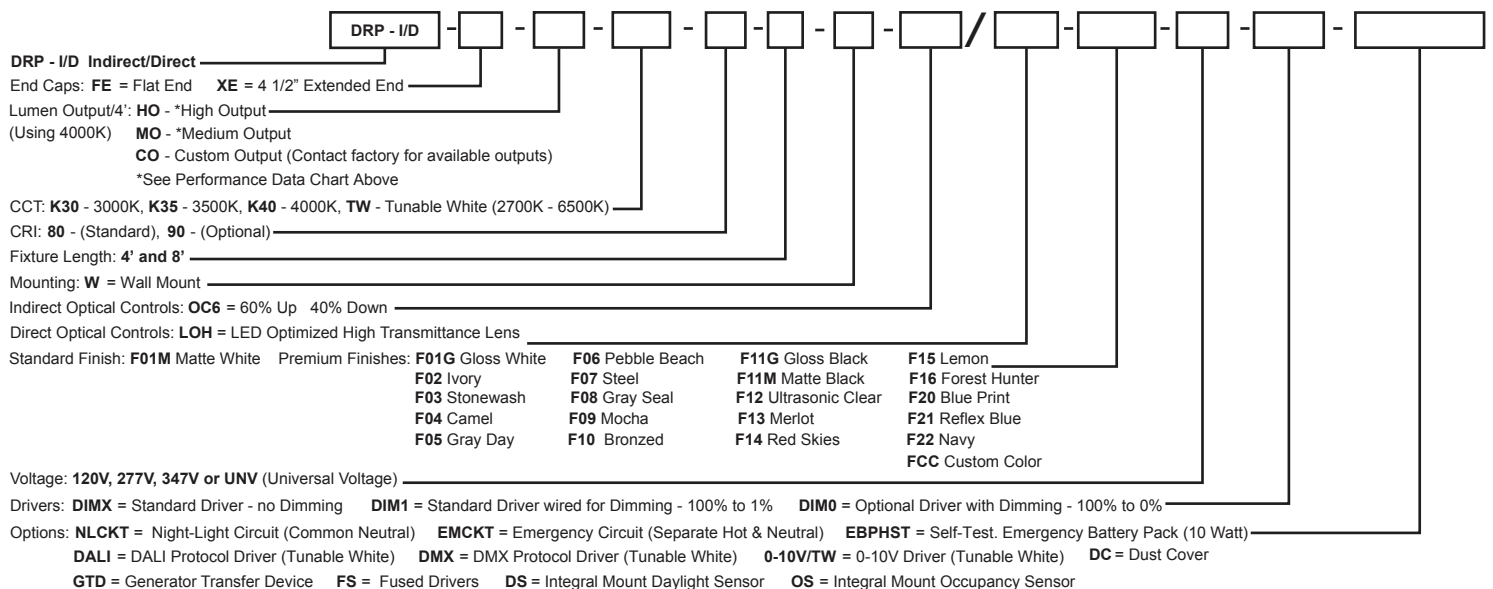 DRP - I/D - - - - - - / - - - -
DRP - I/D Indirect/Direct
End Caps: FE = Flat End XE = 4 1/2” Extended End
Lumen Output/4’: HO - *High Output
(Using 4000K) MO - *Medium Output
CO - Custom Output (Contact factory for available outputs)
*See Performance Data Chart Above
CCT: K30 - 3000K, K35 - 3500K, K40 - 4000K, TW - Tunable White (2700K - 6500K)
CRI: 80 - (Standard), 90 - (Optional)
Fixture Length: 4’ and 8’
Mounting: W = Wall Mount
Indirect Optical Controls: OC6 = 60% Up 40% Down
Direct Optical Controls: LOH = LED Optimized High Transmittance Lens
Standard Finish: F01M Matte White Premium Finishes: F01G Gloss White F06 Pebble Beach F11G Gloss Black F15 Lemon
F02 Ivory F07 Steel F11M Matte Black F16 Forest Hunter
F03 Stonewash F08 Gray Seal F12 Ultrasonic Clear F20 Blue Print
F04 Camel F09 Mocha F13 Merlot F21 Reflex Blue
F05 Gray Day F10 Bronzed F14 Red Skies F22 Navy
FCC Custom Color
Voltage: 120V, 277V, 347V or UNV (Universal Voltage)
Drivers: DIMX = Standard Driver - no Dimming DIM1 = Standard Driver wired for Dimming - 100% to 1% DIM0 = Optional Driver with Dimming - 100% to 0%
Options: NLCKT = Night-Light Circuit (Common Neutral) EMCKT = Emergency Circuit (Separate Hot & Neutral) EBPHST = Self-Test. Emergency Battery Pack (10 Watt)
DALI = DALI Protocol Driver (Tunable White) DMX = DMX Protocol Driver (Tunable White) 0-10V/TW = 0-10V Driver (Tunable White) DC = Dust Cover
GTD = Generator Transfer Device FS = Fused Drivers DS = Integral Mount Daylight Sensor OS = Integral Mount Occupancy Sensor